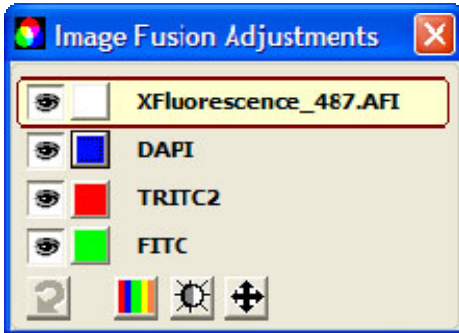 Image Fusion Adjustments
XFluorescence_487.AFI
DAPI
TRITC2
FITC